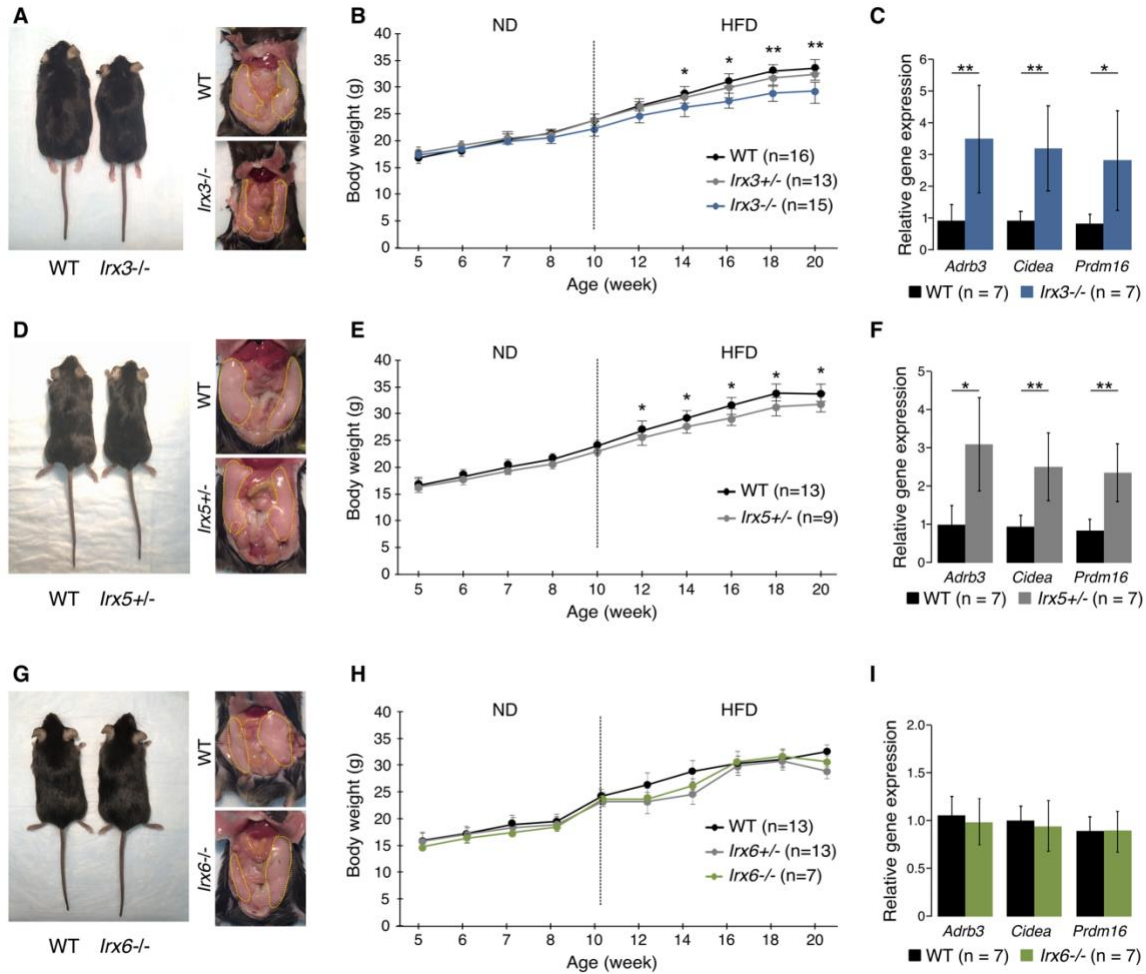 A
WT Irx3-/-
WT
Irx3-/-
B
ND HFD
Body weight (g)
40
35
30
25
20
15
10
5
0
* * ** **
WT (n=16)
Irx3+/- (n=13)
Irx3-/- (n=15)
5 6 7 8 10 12 14 16 18 20
Age (week)
C
Relative gene expression
6
5
4
3
2
1
0
** ** *
Adrb3 Cidea Prdm16
WT (n = 7) Irx3-/- (n = 7)
D
WT Irx5+/-
WT
Irx5+/-
E
ND HFD
Body weight (g)
40
35
30
25
20
15
10
5
0
* * * * *
WT (n=13)
Irx5+/- (n=9)
5 6 7 8 10 12 14 16 18 20
Age (week)
F
Relative gene expression
5
4
3
2
1
0
* ** **
Adrb3 Cidea Prdm16
WT (n = 7) Irx5+/- (n = 7)
G
WT Irx6-/-
WT
Irx6-/-
H
ND HFD
Body weight (g)
40
35
30
25
20
15
10
5
0
WT (n=13)
Irx6+/- (n=13)
Irx6-/- (n=7)
5 6 7 8 10 12 14 16 18 20
Age (week)
I
Relative gene expression
2.0
1.5
1.0
0.5
0
Adrb3 Cidea Prdm16
WT (n = 7) Irx6-/- (n = 7)